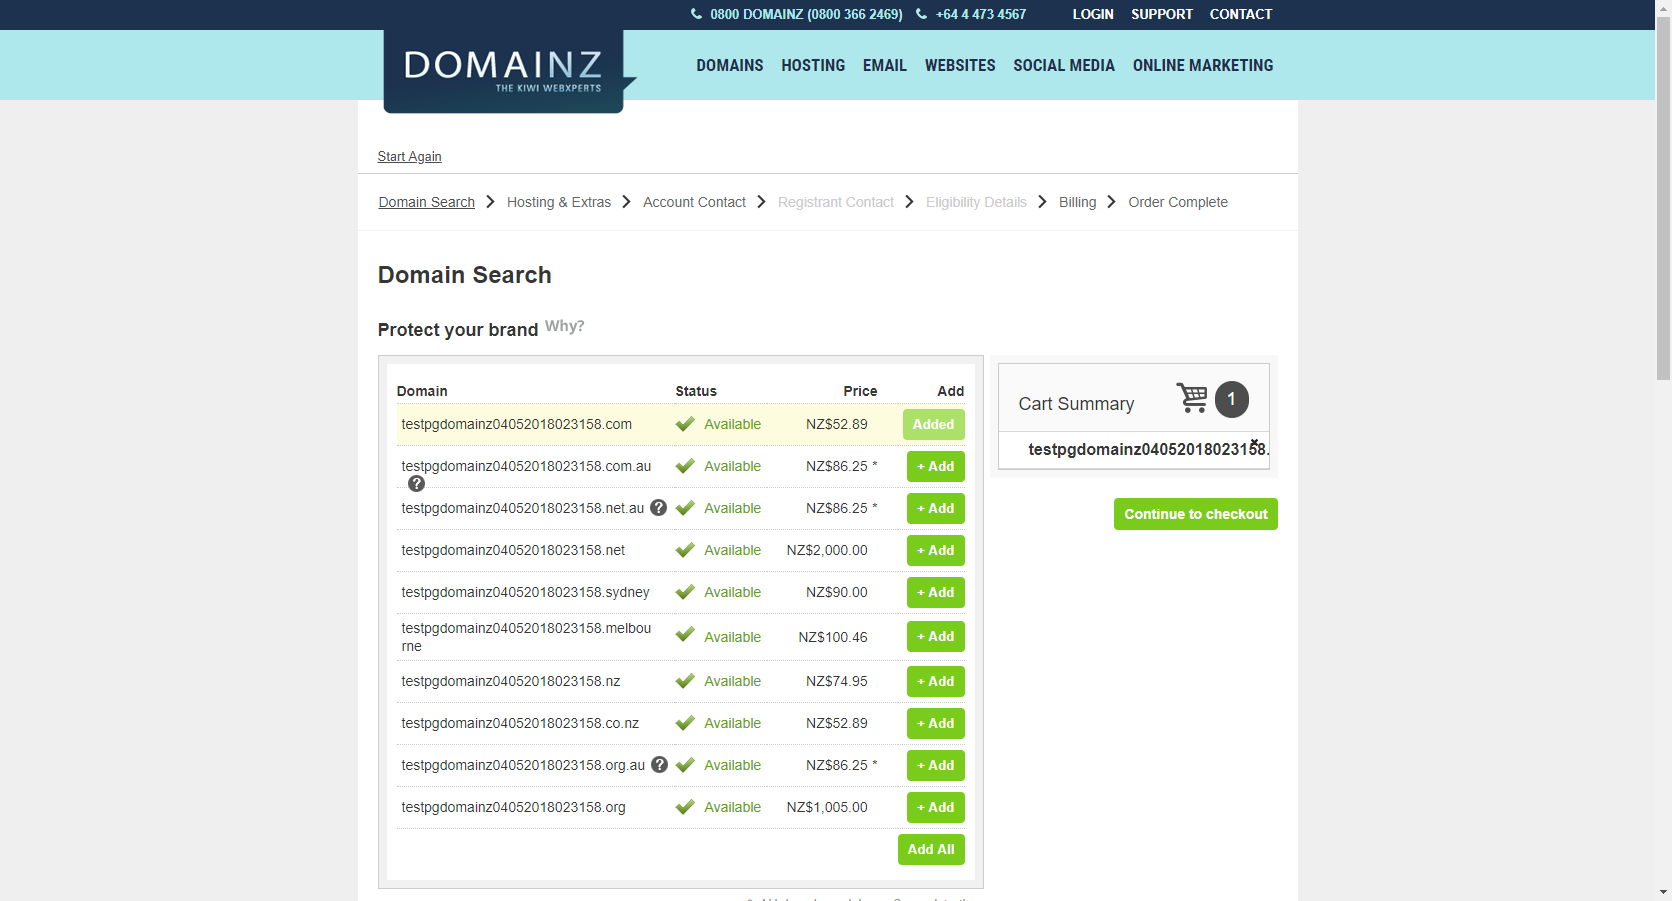 0800 DOMAINZ (0800 366 2469) +64 4 473 4567 LOGIN SUPPORT CONTACT
DOMAINZ
THE KIWI WEBXPERTS
DOMAINS HOSTING EMAIL WEBSITES SOCIAL MEDIA ONLINE MARKETING
Start Again
Domain Search Hosting & Extras Account Contact Registrant Contact Eligibility Details Billing Order Complete
Domain Search
Protect your brand Why?
Domain Status Price Add
testpgdomainz04052018023158.com Available NZ$52.89 Added
testpgdomainz04052018023158.com.au Available NZ$86.25 * + Add
?
testpgdomainz04052018023158.net.au ? Available NZ$86.25 * + Add
testpgdomainz04052018023158.net Available NZ$2,000.00 + Add
testpgdomainz04052018023158.sydney Available NZ$90.00 + Add
testpgdomainz04052018023158.melbou
rne Available NZ$100.46 + Add
testpgdomainz04052018023158.nz Available NZ$74.95 + Add
testpgdomainz04052018023158.co.nz Available NZ$52.89 + Add
testpgdomainz04052018023158.org.au ? Available NZ$86.25 * + Add
testpgdomainz04052018023158.org Available NZ$1,005.00 + Add
Add All
Cart Summary 1
testpgdomainz04052018023158.
Continue to checkout